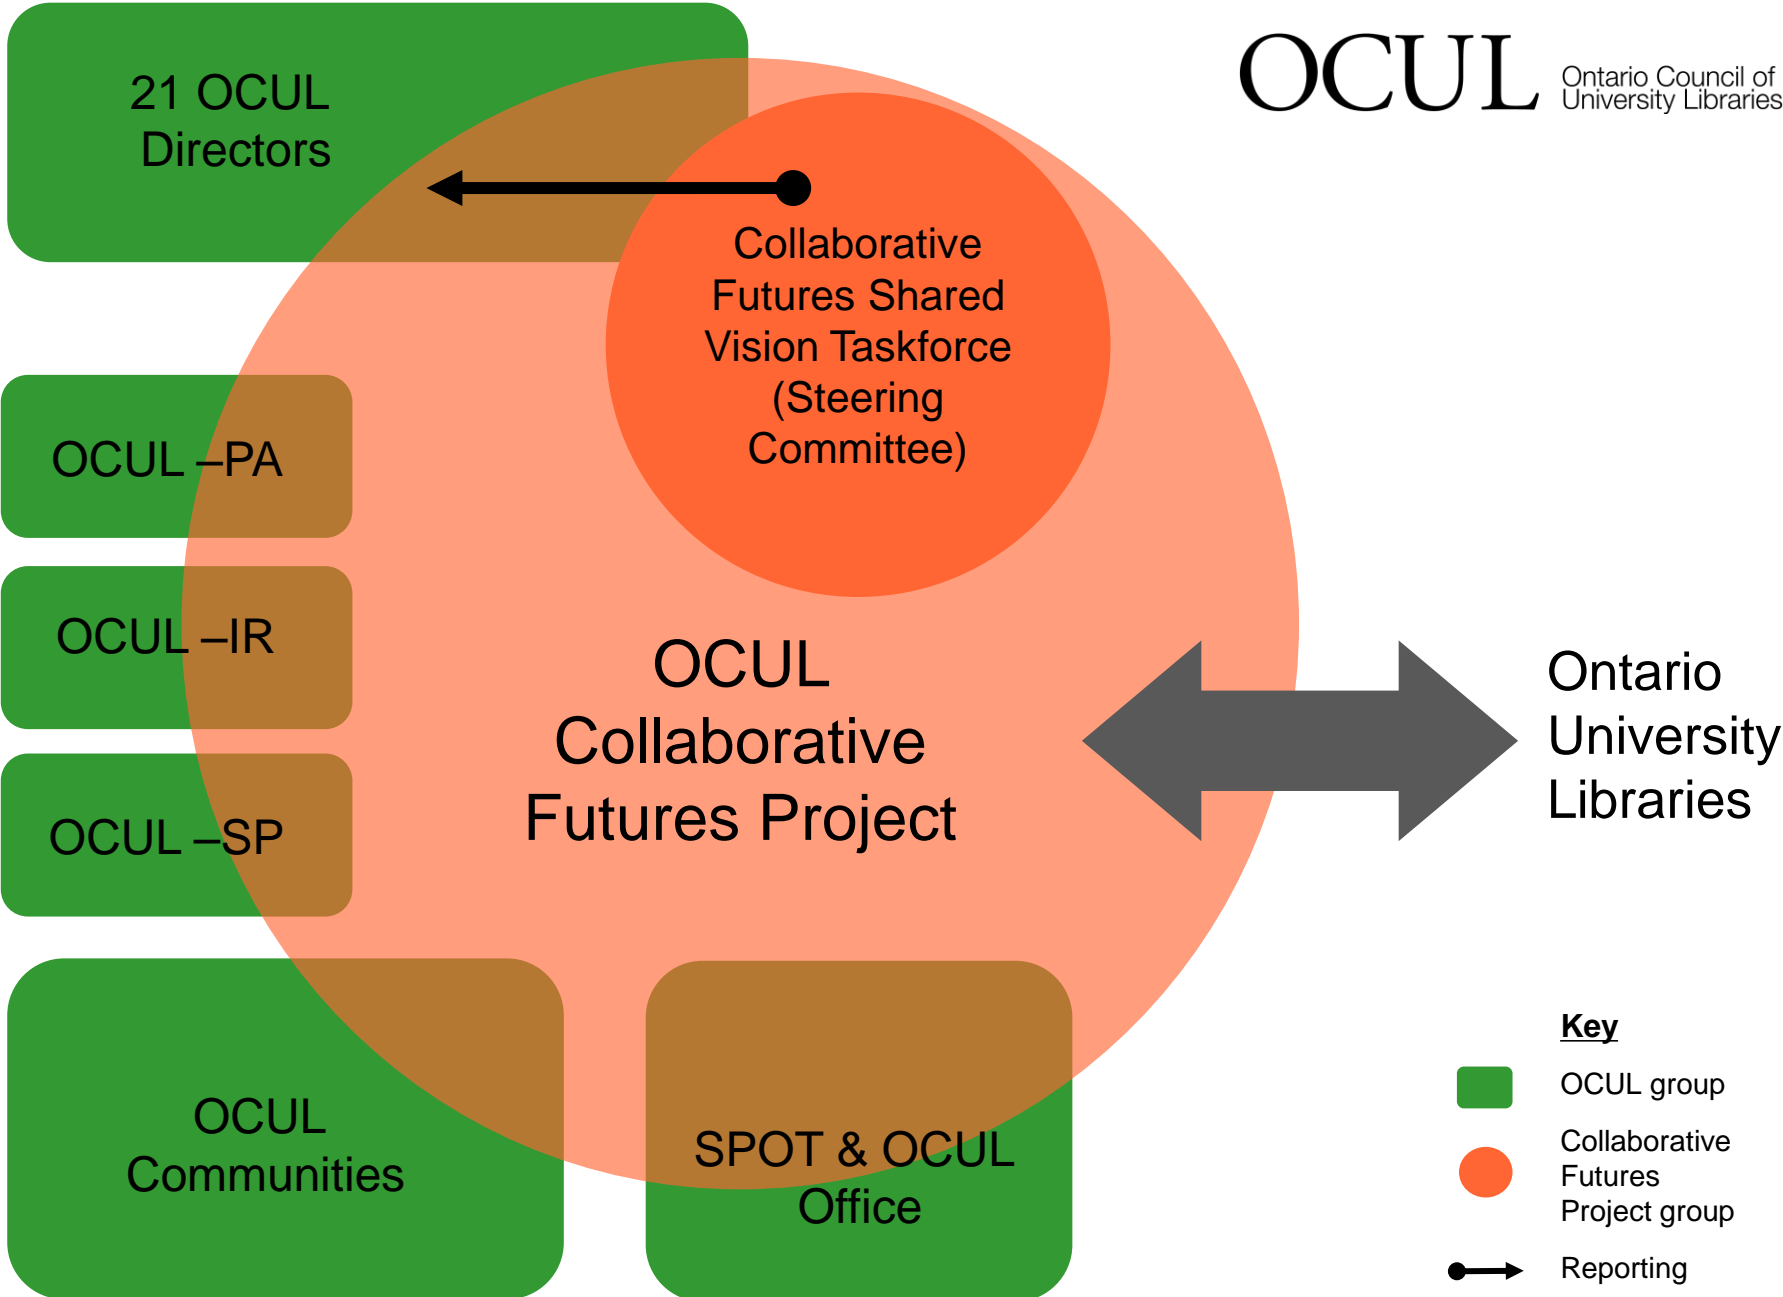 21 OCUL
Directors
OCUL
Ontario Council of
University Libraries
Collaborative
Futures Shared
Vision Taskforce
(Steering
Committee)
OCUL –PA
OCUL –IR
OCUL –SP
OCUL
Collaborative
Futures Project
Ontario
University
Libraries
OCUL
Communities
SPOT & OCUL
Office
Key
OCUL group
Collaborative
Futures
Project group
Reporting